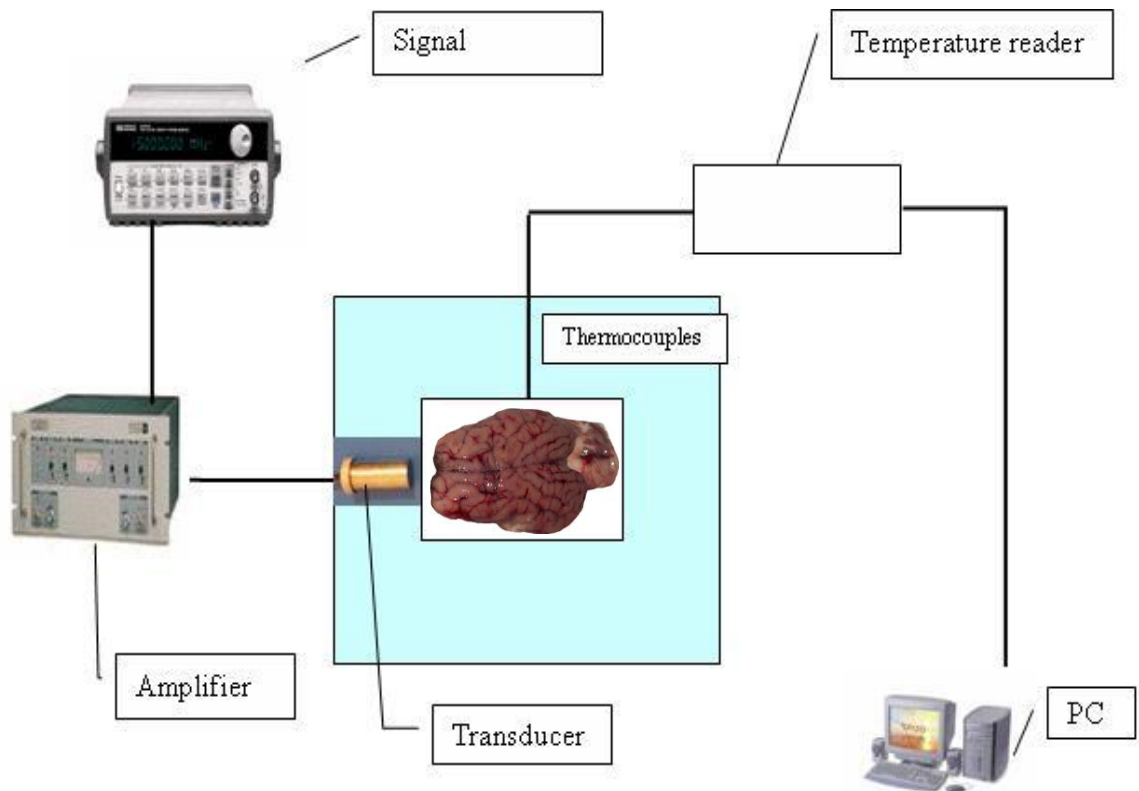 Signal
Temperature reader
Thermocouples
Amplifier
Transducer
PC